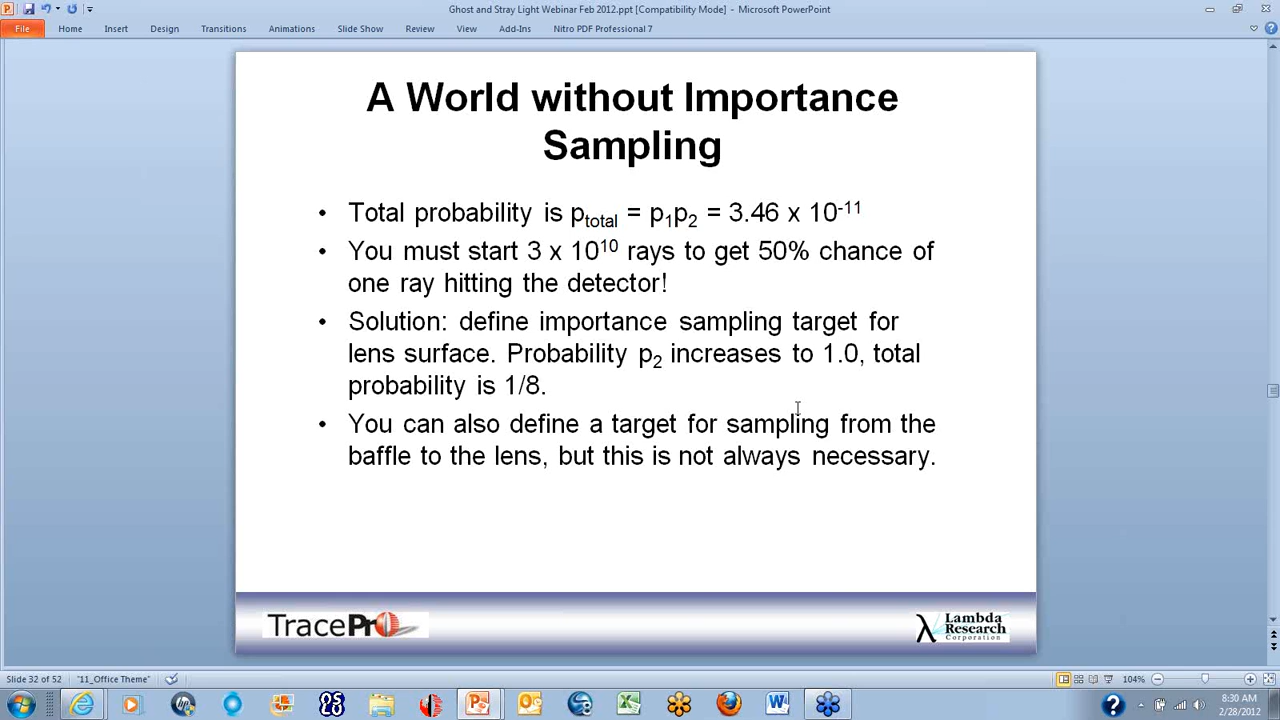 Ghost and Stray Light Webinar Feb 2012.ppt [Compatibility Mode] - Microsoft PowerPoint
File Home Insert Design Transitions Animations Slide Show Review View Add-Ins Nitro PDF Professional 7
A World without Importance
Sampling
• Total probability is p_total = p₁p₂ = 3.46 x 10⁻¹¹
• You must start 3 x 10¹⁰ rays to get 50% chance of
one ray hitting the detector!
• Solution: define importance sampling target for
lens surface. Probability p₂ increases to 1.0, total
probability is 1/8.
• You can also define a target for sampling from the
baffle to the lens, but this is not always necessary.
TracePro
λ Lambda
Research
Corporation
Slide 32 of 52 "11_Office Theme" 104%
8:30 AM
2/28/2012